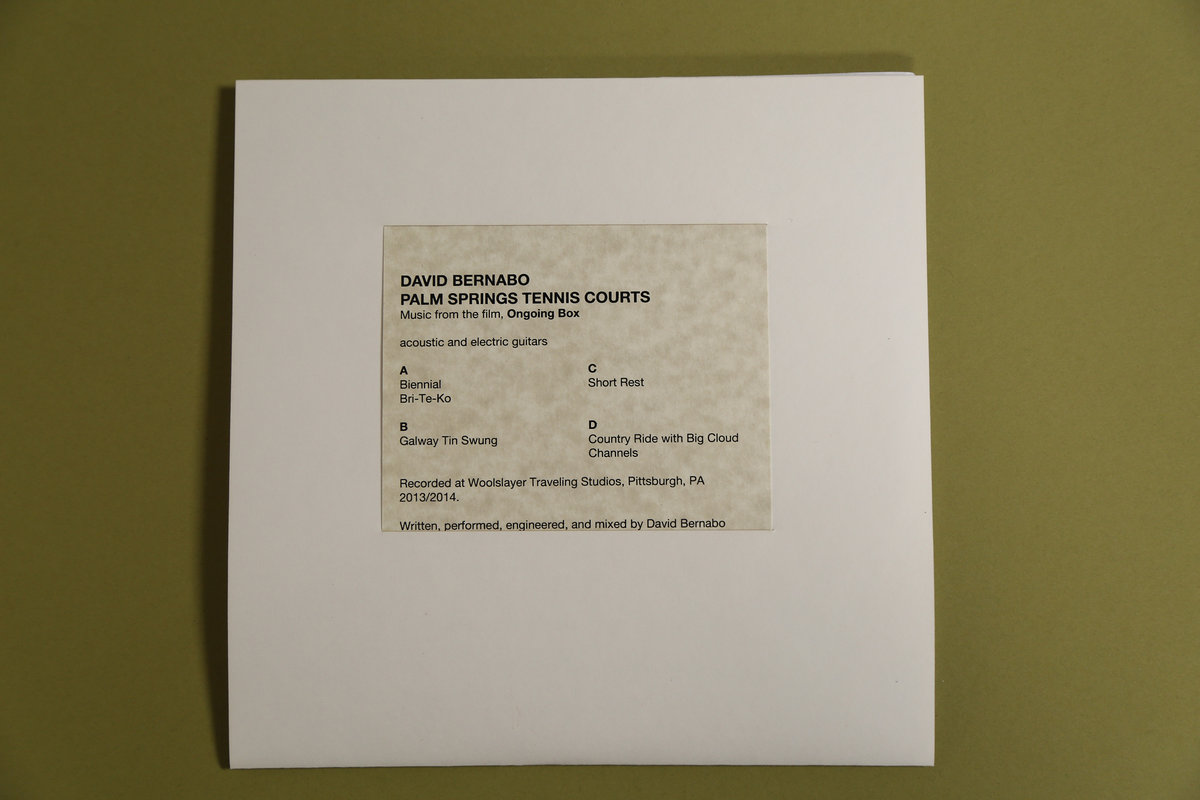 DAVID BERNABO
PALM SPRINGS TENNIS COURTS
Music from the film, Ongoing Box
acoustic and electric guitars
A
Biennial
Bri-Te-Ko
B
Galway Tin Swung
C
Short Rest
D
Country Ride with Big Cloud
Channels
Recorded at Woolslayer Traveling Studios, Pittsburgh, PA
2013/2014.
Written, performed, engineered, and mixed by David Bernabo